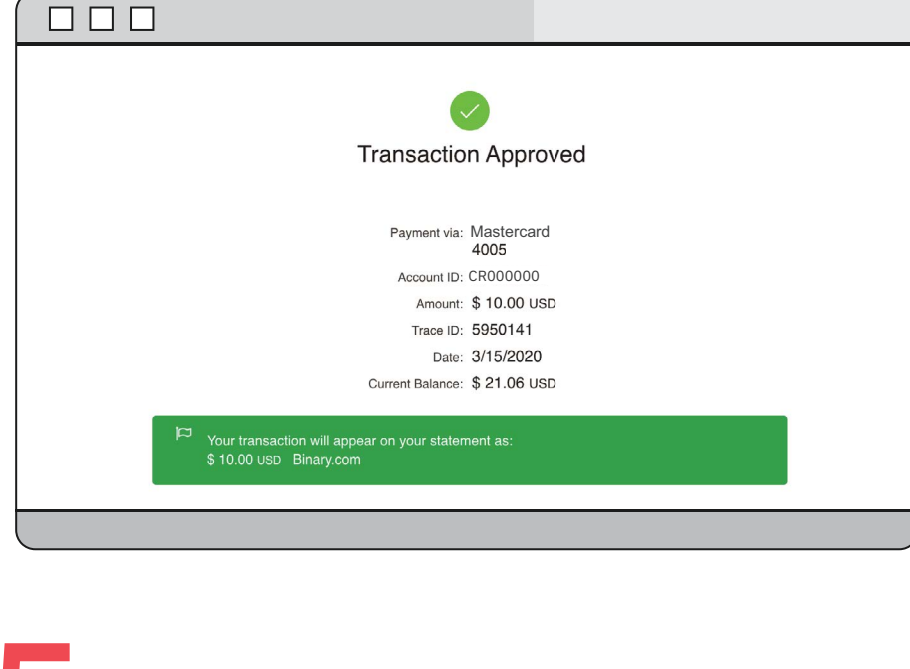 Transaction Approved
Payment via: Mastercard
4005
Account ID: CR000000
Amount: $ 10.00 USD
Trace ID: 5950141
Date: 3/15/2020
Current Balance: $ 21.06 USD
Your transaction will appear on your statement as:
$ 10.00 USD Binary.com